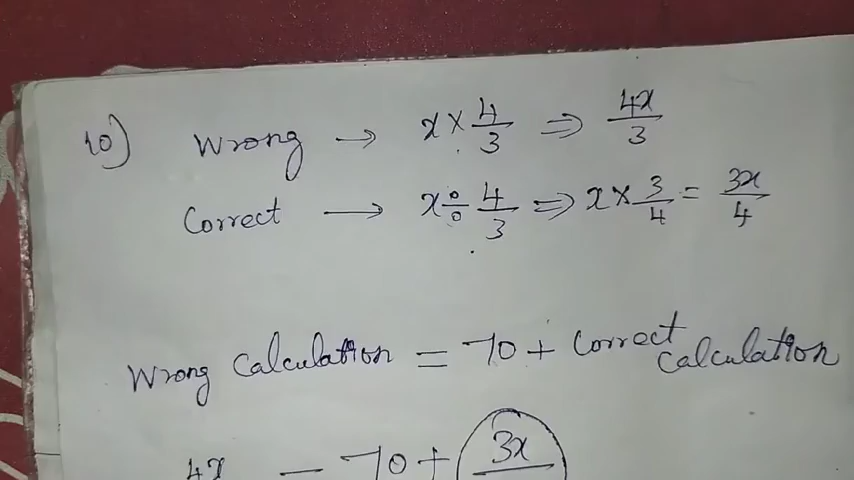 10) Wrong → x × 4/3 ⇒ 4x/3
Correct → x ÷ 4/3 ⇒ x × 3/4 = 3x/4
Wrong Calculation = 70 + Correct Calculation
4x = 70 + 3x